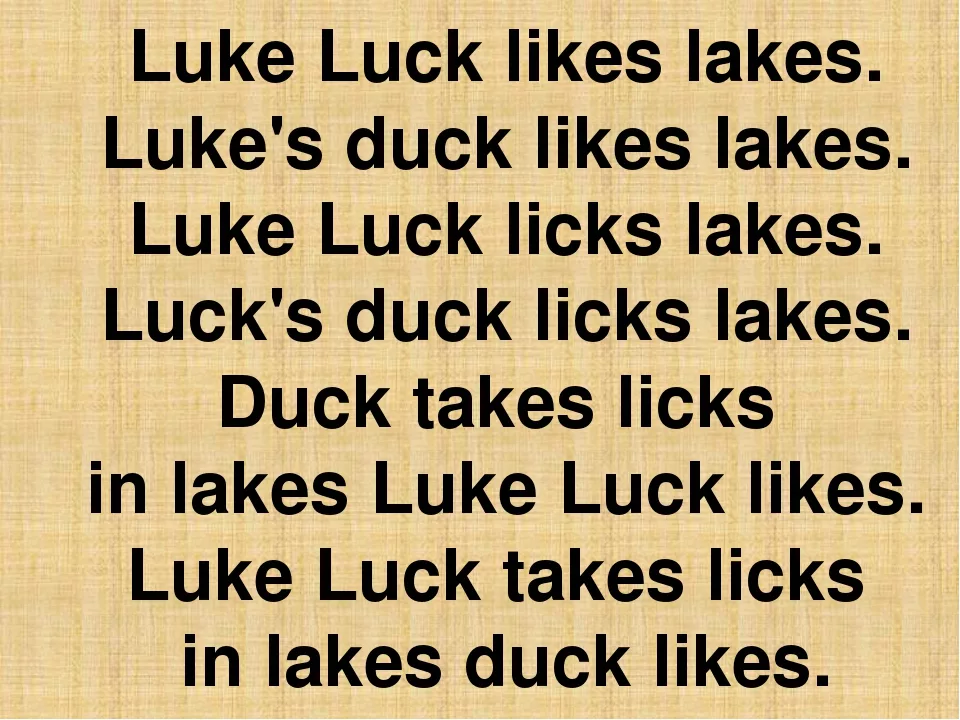 Luke Luck likes lakes.
Luke's duck likes lakes.
Luke Luck licks lakes.
Luck's duck licks lakes.
Duck takes licks
in lakes Luke Luck likes.
Luke Luck takes licks
in lakes duck likes.